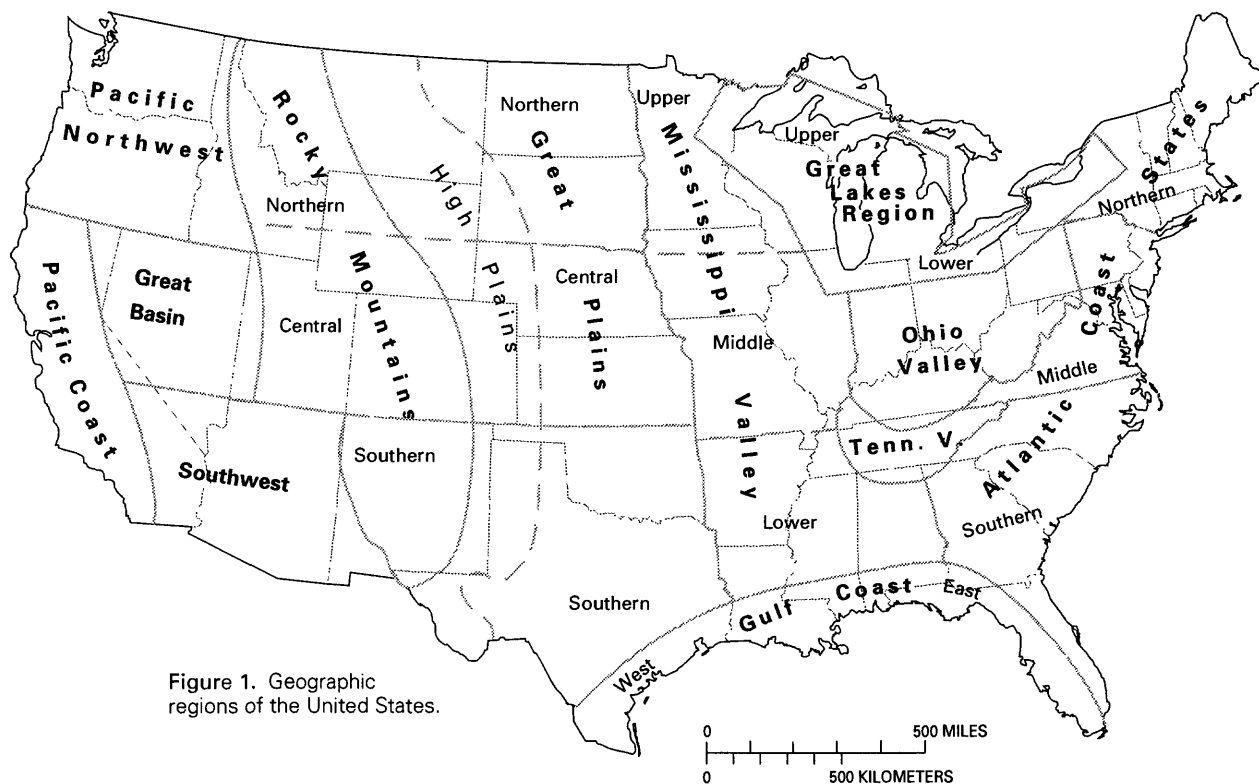 Pacific
Northwest
Rocky
Mountains
Northern
Central
Southern
High
Plains
Northern
Great
Plains
Central
Southern
Upper
Mississippi
Valley
Middle
Lower
Upper
Great
Lakes
Region
Lower
States
Northern
Coast
Middle
Atlantic
Southern
Pacific Coast
Great
Basin
Southwest
Ohio
Valley
Tenn. V.
Gulf Coast
East
West
Figure 1. Geographic
regions of the United States.
0 500 MILES
0 500 KILOMETERS